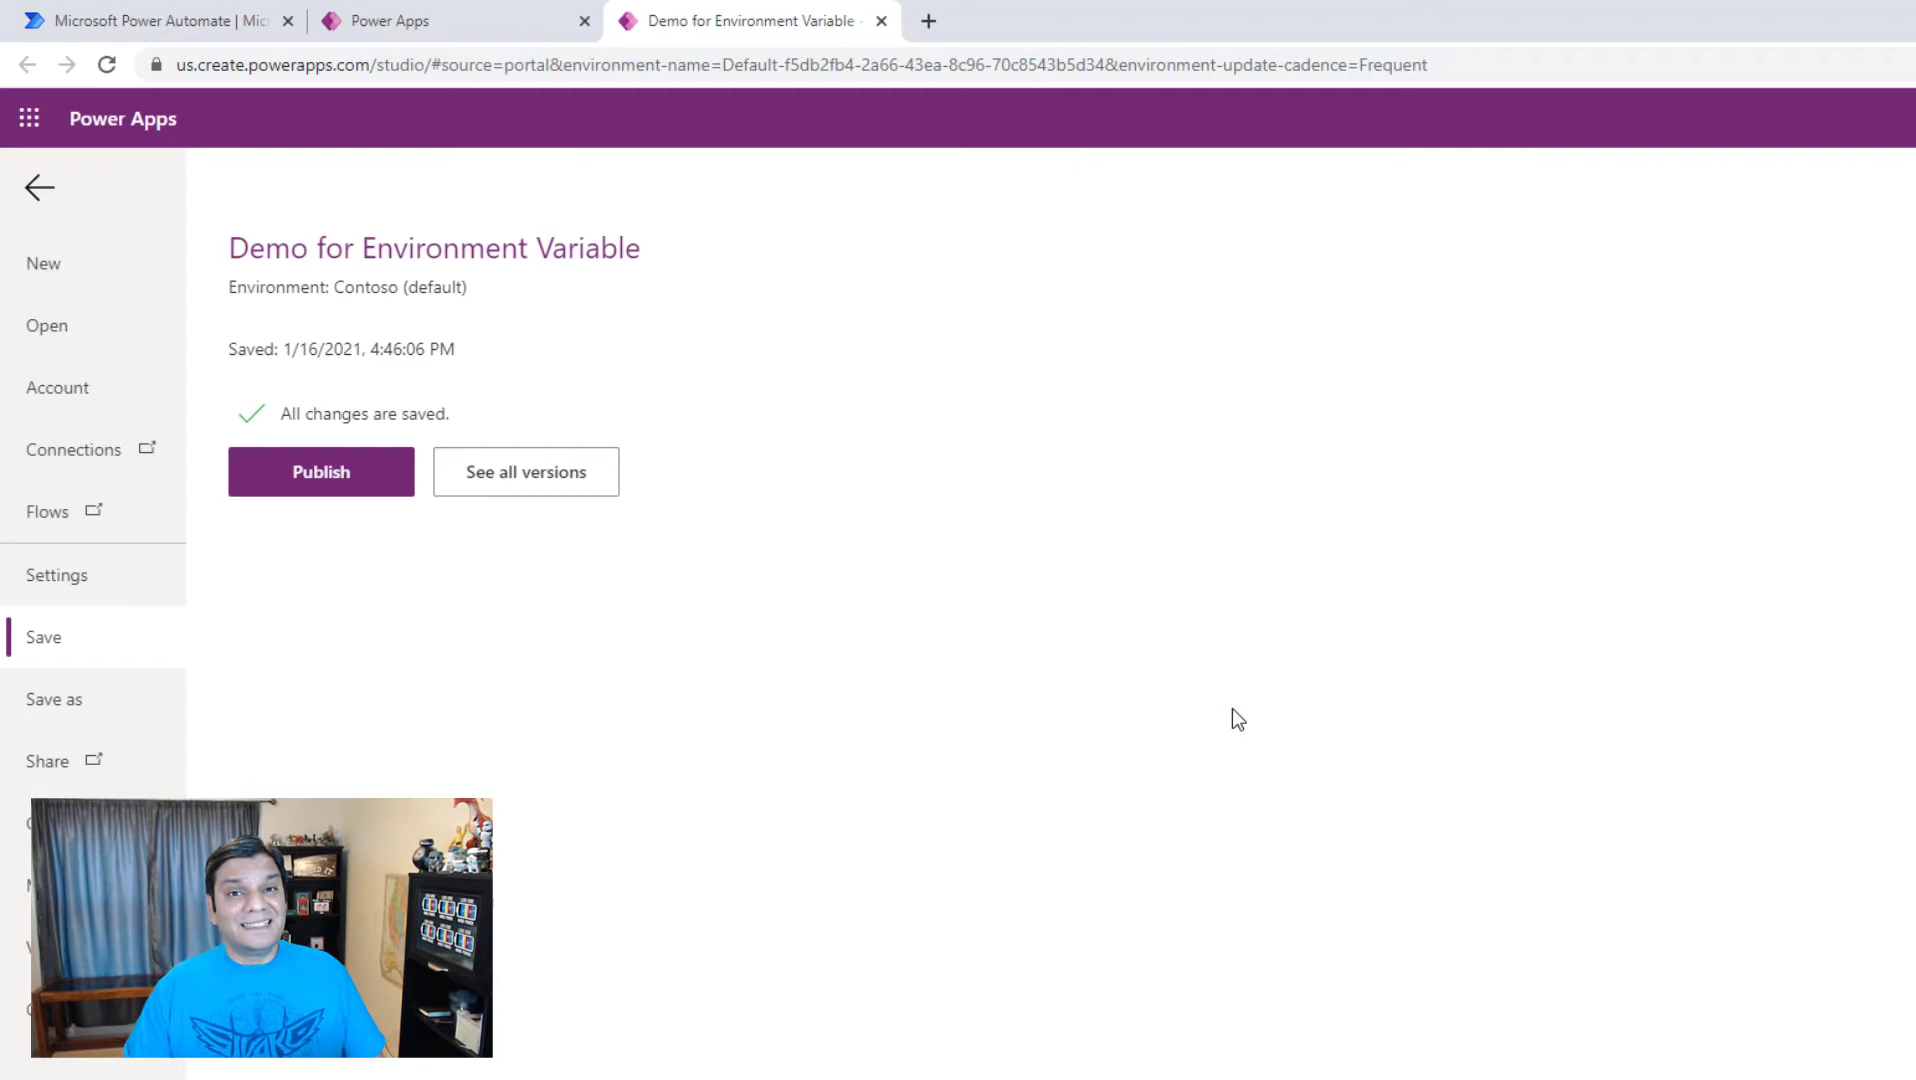 Microsoft Power Automate | Micr
Power Apps
Demo for Environment Variable -
us.create.powerapps.com/studio/#source=portal&environment-name=Default-f5db2fb4-2a66-43ea-8c96-70c8543b5d34&environment-update-cadence=Frequent
Power Apps
New
Open
Account
Connections
Flows
Settings
Save
Save as
Share
Demo for Environment Variable
Environment: Contoso (default)
Saved: 1/16/2021, 4:46:06 PM
All changes are saved.
Publish
See all versions